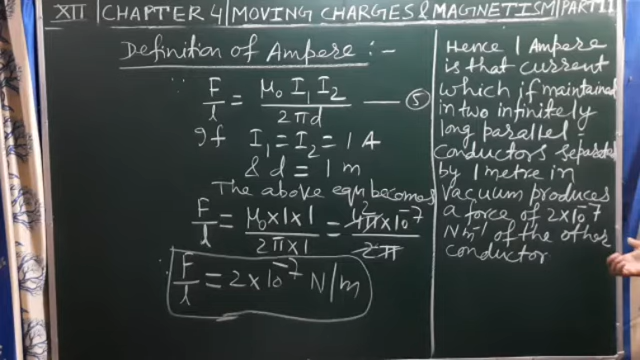 XII | CHAPTER 4 | MOVING CHARGES & MAGNETISM | PART 11
Definition of Ampere :-
∵ F/l = μ₀ I₁ I₂ / 2πd — ⑤
If I₁ = I₂ = 1 A
& d = 1 m
The above eqn becomes
F/l = μ₀×1×1 / 2π×1 = 4π×10⁻⁷ / 2π
∴ F/l = 2×10⁻⁷ N/m
Hence 1 Ampere
is that current
which if maintained
in two infinitely
long parallel
conductors separated
by 1 metre in
vacuum produces
a force of 2×10⁻⁷
Nm⁻¹ of the other
conductor